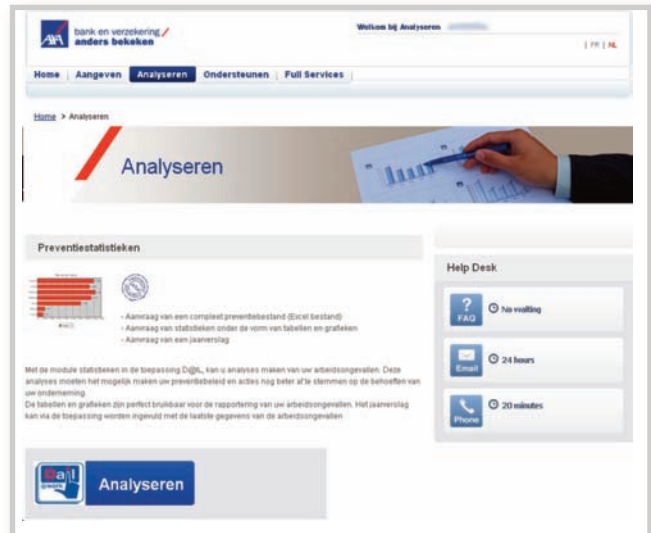 AXA
bank en verzekering
anders bekeken
Welkom bij Analyseren
| FR | NL
Home | Aangeven | Analyseren | Ondersteunen | Full Services |
Home > Analyseren
Analyseren
Preventiestatistieken
- Aanvraag van een compleet preventiebestand (Excel bestand)
- Aanvraag van statistieken onder de vorm van tabellen en grafieken
- Aanvraag van een jaarverslag
Met de module statistieken in de toepassing D@IL, kan u analyses maken van uw arbeidsongevallen. Deze
analyses moeten het mogelijk maken uw preventiebeleid en acties nog beter af te stemmen op de behoeften van
uw onderneming.
De tabellen en grafieken zijn perfect bruikbaar voor de rapportering van uw arbeidsongevallen. Het jaarverslag
kan via de toepassing worden ingevuld met de laatste gegevens van de arbeidsongevallen
Help Desk
?
FAQ
No waiting
Email
24 hours
Phone
20 minutes
D@il
@work
Analyseren